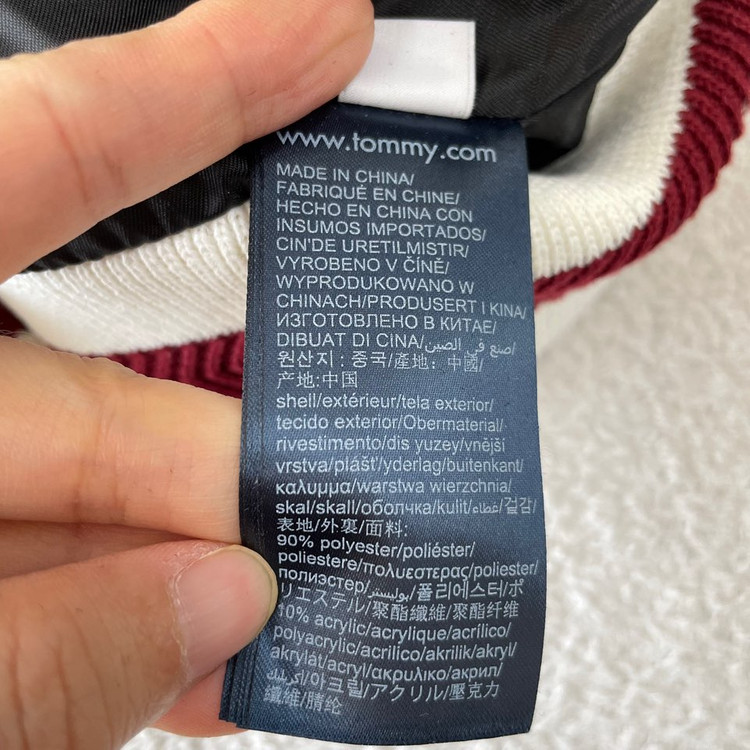 www.tommy.com
MADE IN CHINA/
FABRIQUÉ EN CHINE/
HECHO EN CHINA CON
INSUMOS IMPORTADOS/
CIN'DE URETILMISTIR/
VYROBENO V ČÍNĚ/
WYPRODUKOWANO W
CHINACH/PRODUSERT I KINA/
ИЗГОТОВЛЕНО В КИТАЕ/
DIBUAT DI CINA/صنع في الصين/
원산지 : 중국/產地: 中國/
产地:中国
shell/extérieur/tela exterior/
tecido exterior/Obermaterial/
rivestimento/dis yuzey/vnější
vrstva/plášť/yderlag/buitenkant/
καλυμμα/warstwa wierzchnia/
skal/skall/оболчка/kulit/غطاء/겉감/
表地/外裏/面料:
90% polyester/poliéster/
poliestere/πολυεστερας/polyester/
полиэстер/بوليستر/폴리에스터/ポ
リエステル/聚酯纖維/聚酯纤维
10% acrylic/acrylique/acrílico/
polyacryl/acrilico/akrilik/akryl/
akrylát/acryl/ακρυλικο/акрил/
اكريليك/아크릴/アクリル/壓克力
纖維/腈纶